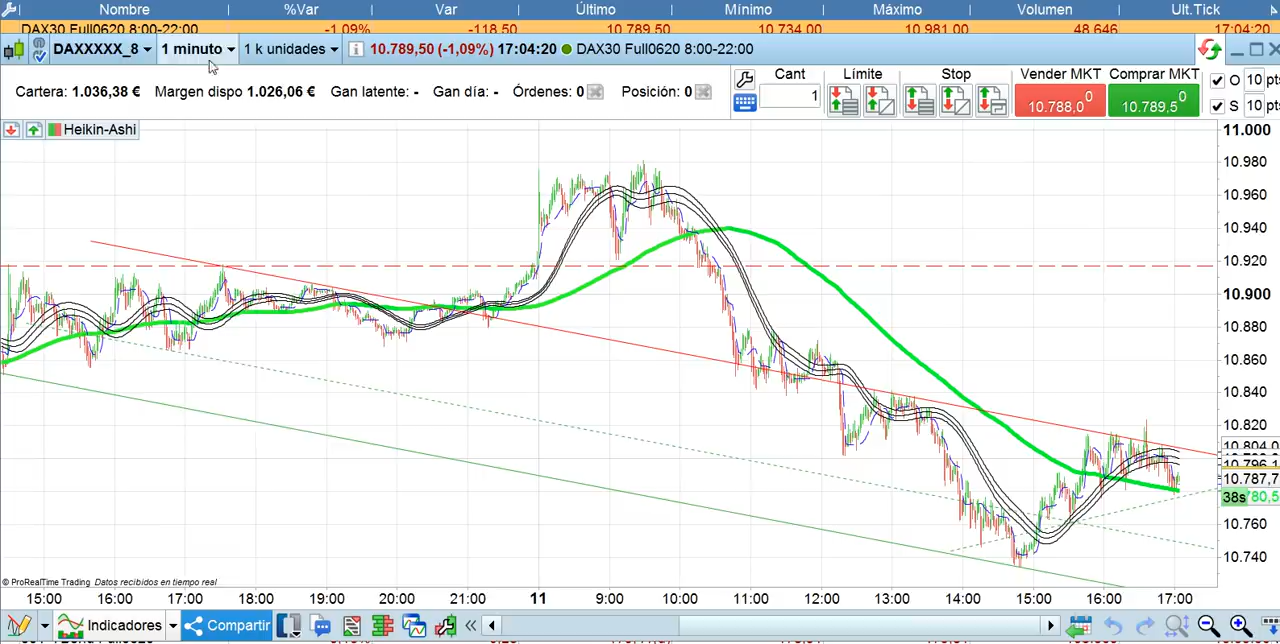 Nombre %Var Var Último Mínimo Máximo Volumen Ult.Tick
DAX30 Full0620 8:00-22:00 -1.09% -118,50 10.789,50 10.734,00 10.981,00 48.646 17:04:20
DAXXXXX_8 1 minuto 1 k unidades i 10.789,50 (-1,09%) 17:04:20 DAX30 Full0620 8:00-22:00
Cartera: 1.036,38 € Margen dispo 1.026,06 € Gan latente: - Gan día: - Órdenes: 0 Posición: 0
Cant Límite Stop Vender MKT Comprar MKT
1 10.788,0 0 10.789,5 0
O 10 pts
S 10 pts
Heikin-Ashi
11.000
10.980
10.960
10.940
10.920
10.900
10.880
10.860
10.840
10.820
10.804,0
10.796,1
10.787,7
38s 780,5
10.760
10.740
© ProRealTime Trading Datos recibidos en tiempo real
15:00 16:00 17:00 18:00 19:00 20:00 21:00 11 9:00 10:00 11:00 12:00 13:00 14:00 15:00 16:00 17:00
Indicadores Compartir